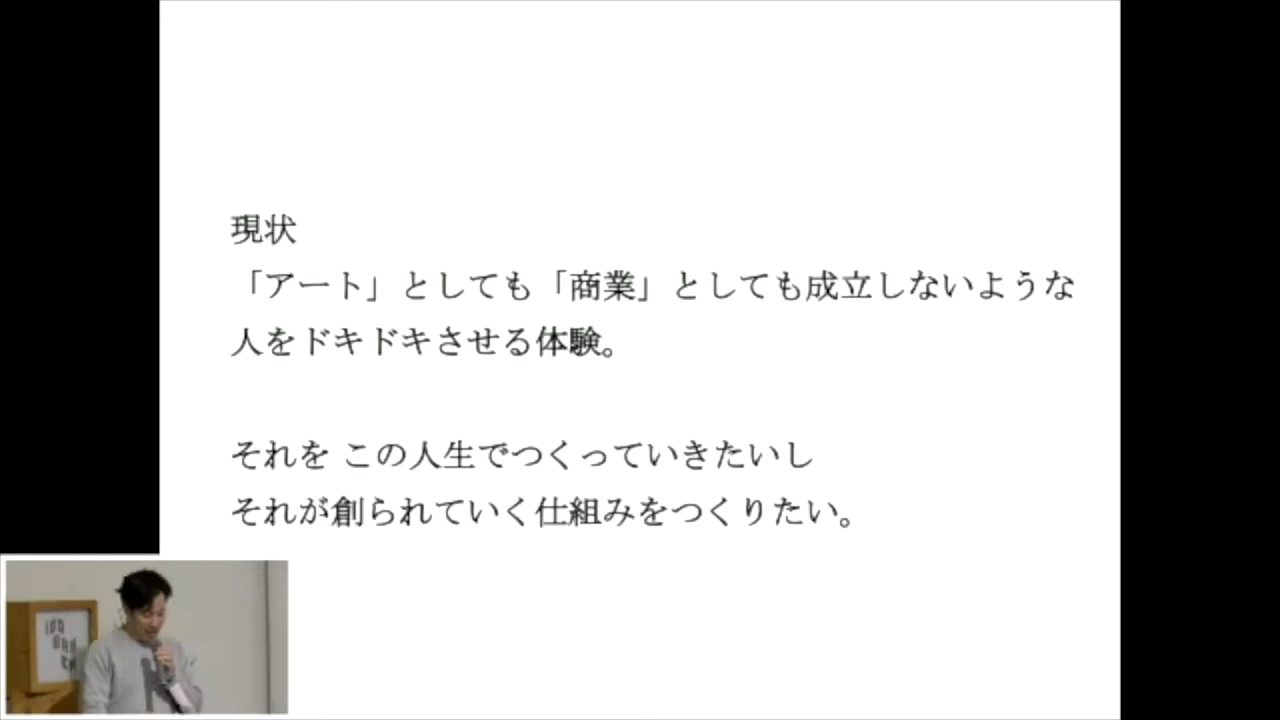 現状
「アート」としても「商業」としても成立しないような
人をドキドキさせる体験。
それを この人生でつくっていきたいし
それが創られていく仕組みをつくりたい。